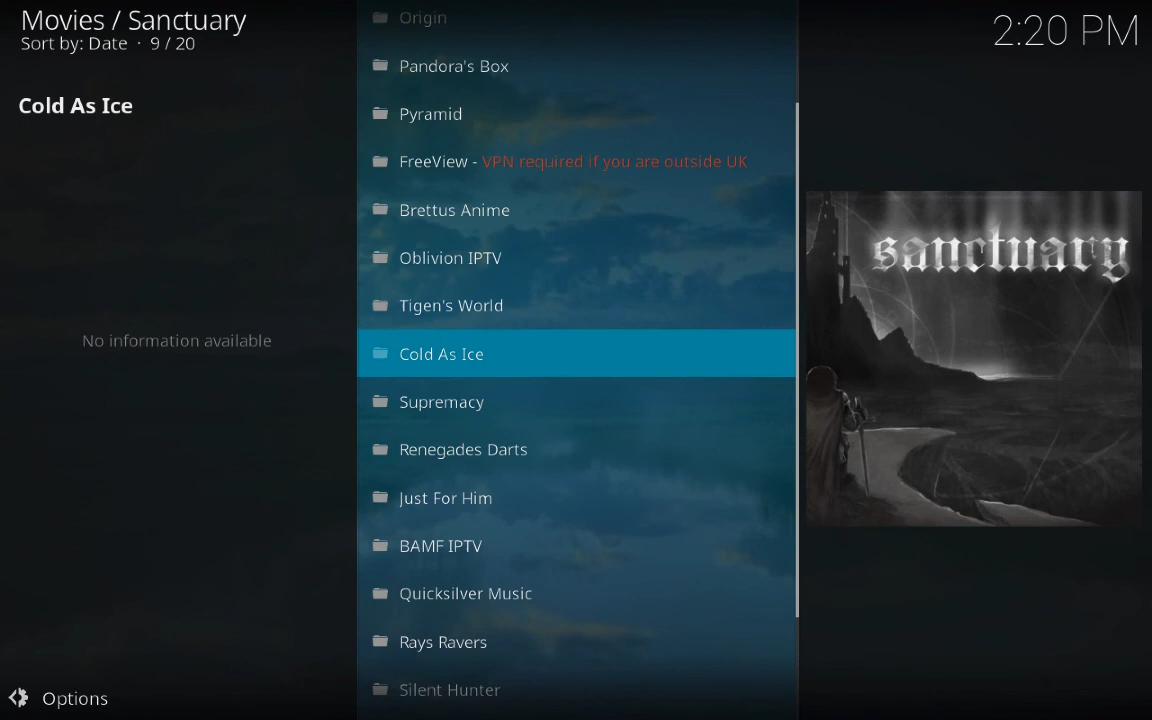 Movies / Sanctuary
Sort by: Date · 9 / 20
2:20 PM
Cold As Ice
No information available
Origin
Pandora's Box
Pyramid
FreeView - VPN required if you are outside UK
Brettus Anime
Oblivion IPTV
Tigen's World
Cold As Ice
Supremacy
Renegades Darts
Just For Him
BAMF IPTV
Quicksilver Music
Rays Ravers
Silent Hunter
sanctuary
Options